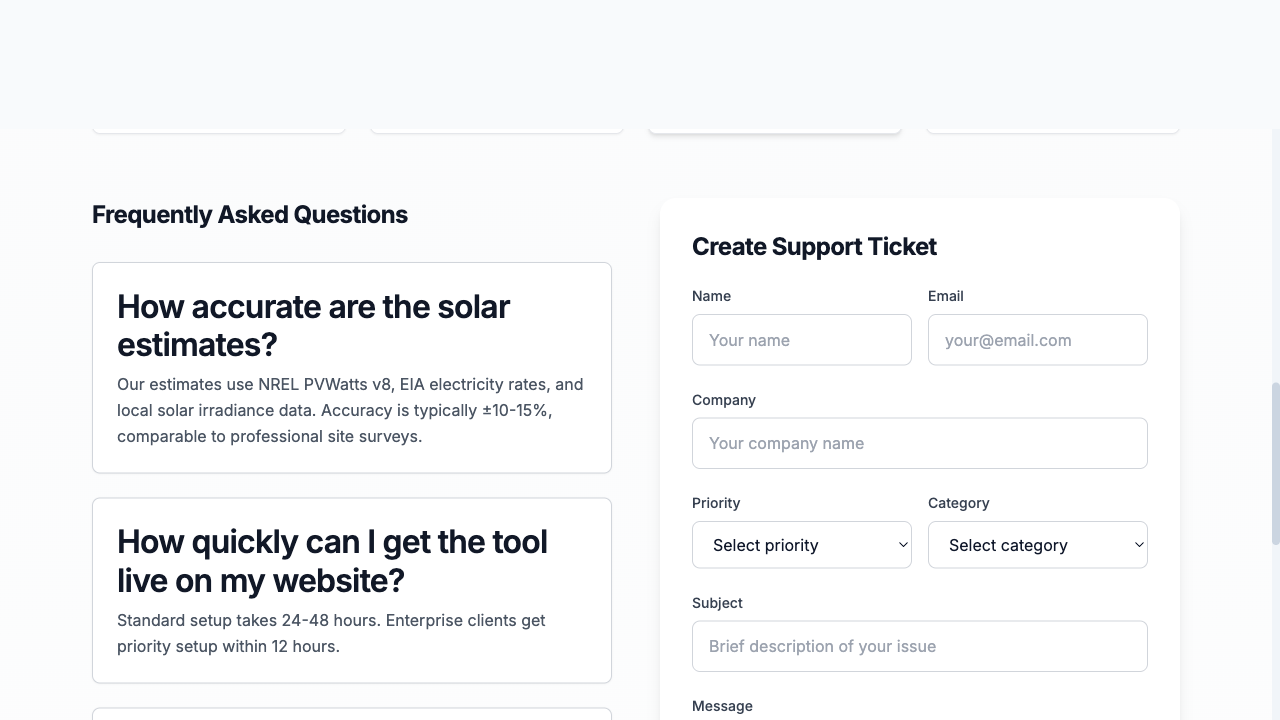 Frequently Asked Questions
How accurate are the solar
estimates?
Our estimates use NREL PVWatts v8, EIA electricity rates, and
local solar irradiance data. Accuracy is typically ±10-15%,
comparable to professional site surveys.
How quickly can I get the tool
live on my website?
Standard setup takes 24-48 hours. Enterprise clients get
priority setup within 12 hours.
Create Support Ticket
Name
Email
Your name
your@email.com
Company
Your company name
Priority
Category
Select priority
Select category
Subject
Brief description of your issue
Message